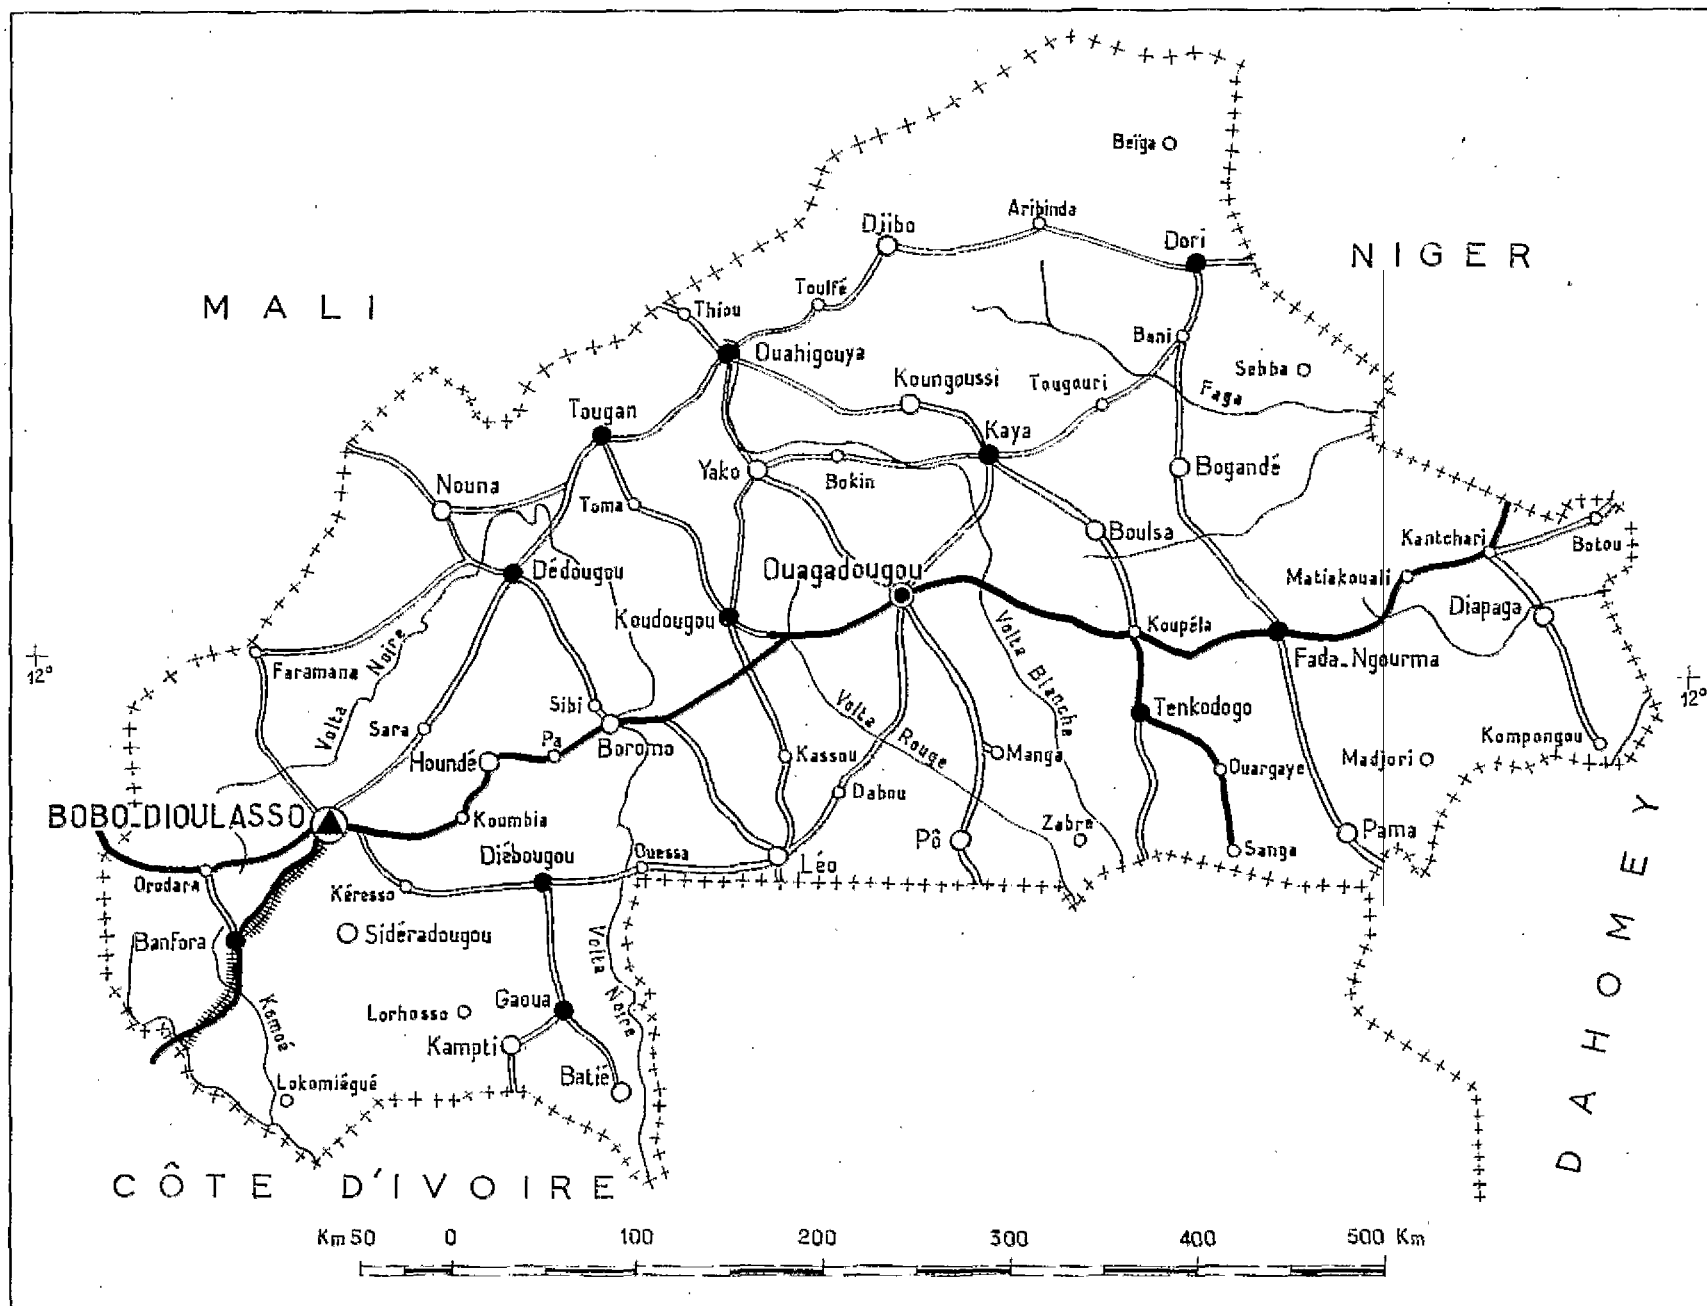 Beïga
Aribinda
Djibo
Dori
NIGER
MALI
Toulfé
Thiou
Bani
Ouahigouya
Sebba
Koungoussi
Tougouri
Faga
Tougan
Kaya
Yako
Bokin
Bogandé
Nouna
Toma
Boulsa
Kantchari
Botou
Dédougou
Ouagadougou
Matiakouali
Diapaga
Koudougou
Koupéla
Volta Noire
Volta Blanche
Fada-Ngourma
12°
Faramana
12°
Sibi
Volta Rouge
Tenkodogo
Sara
Pa
Boromo
Houndé
Kassou
Manga
Ouargaye
Madjori
Kompongou
Dabou
BOBO-DIOULASSO
Koumbia
Zabre
Pô
Pama
Diébougou
Ouessa
Léo
Sanga
Orodara
Kéresso
Banfora
Sidéradougou
Volta Noire
DAHOMEY
Komoé
Lorhosso
Gaoua
Kampti
Batié
Lokomiégué
CÔTE D'IVOIRE
Km 50 0 100 200 300 400 500 Km